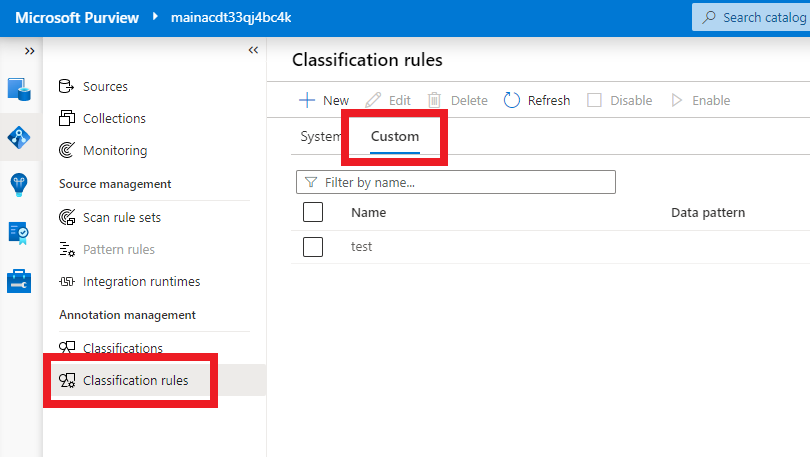 Microsoft Purview mainacdt33qj4bc4k Search catalog
Classification rules
New Edit Delete Refresh Disable Enable
System Custom
Filter by name...
Name Data pattern
test
Sources
Collections
Monitoring
Source management
Scan rule sets
Pattern rules
Integration runtimes
Annotation management
Classifications
Classification rules